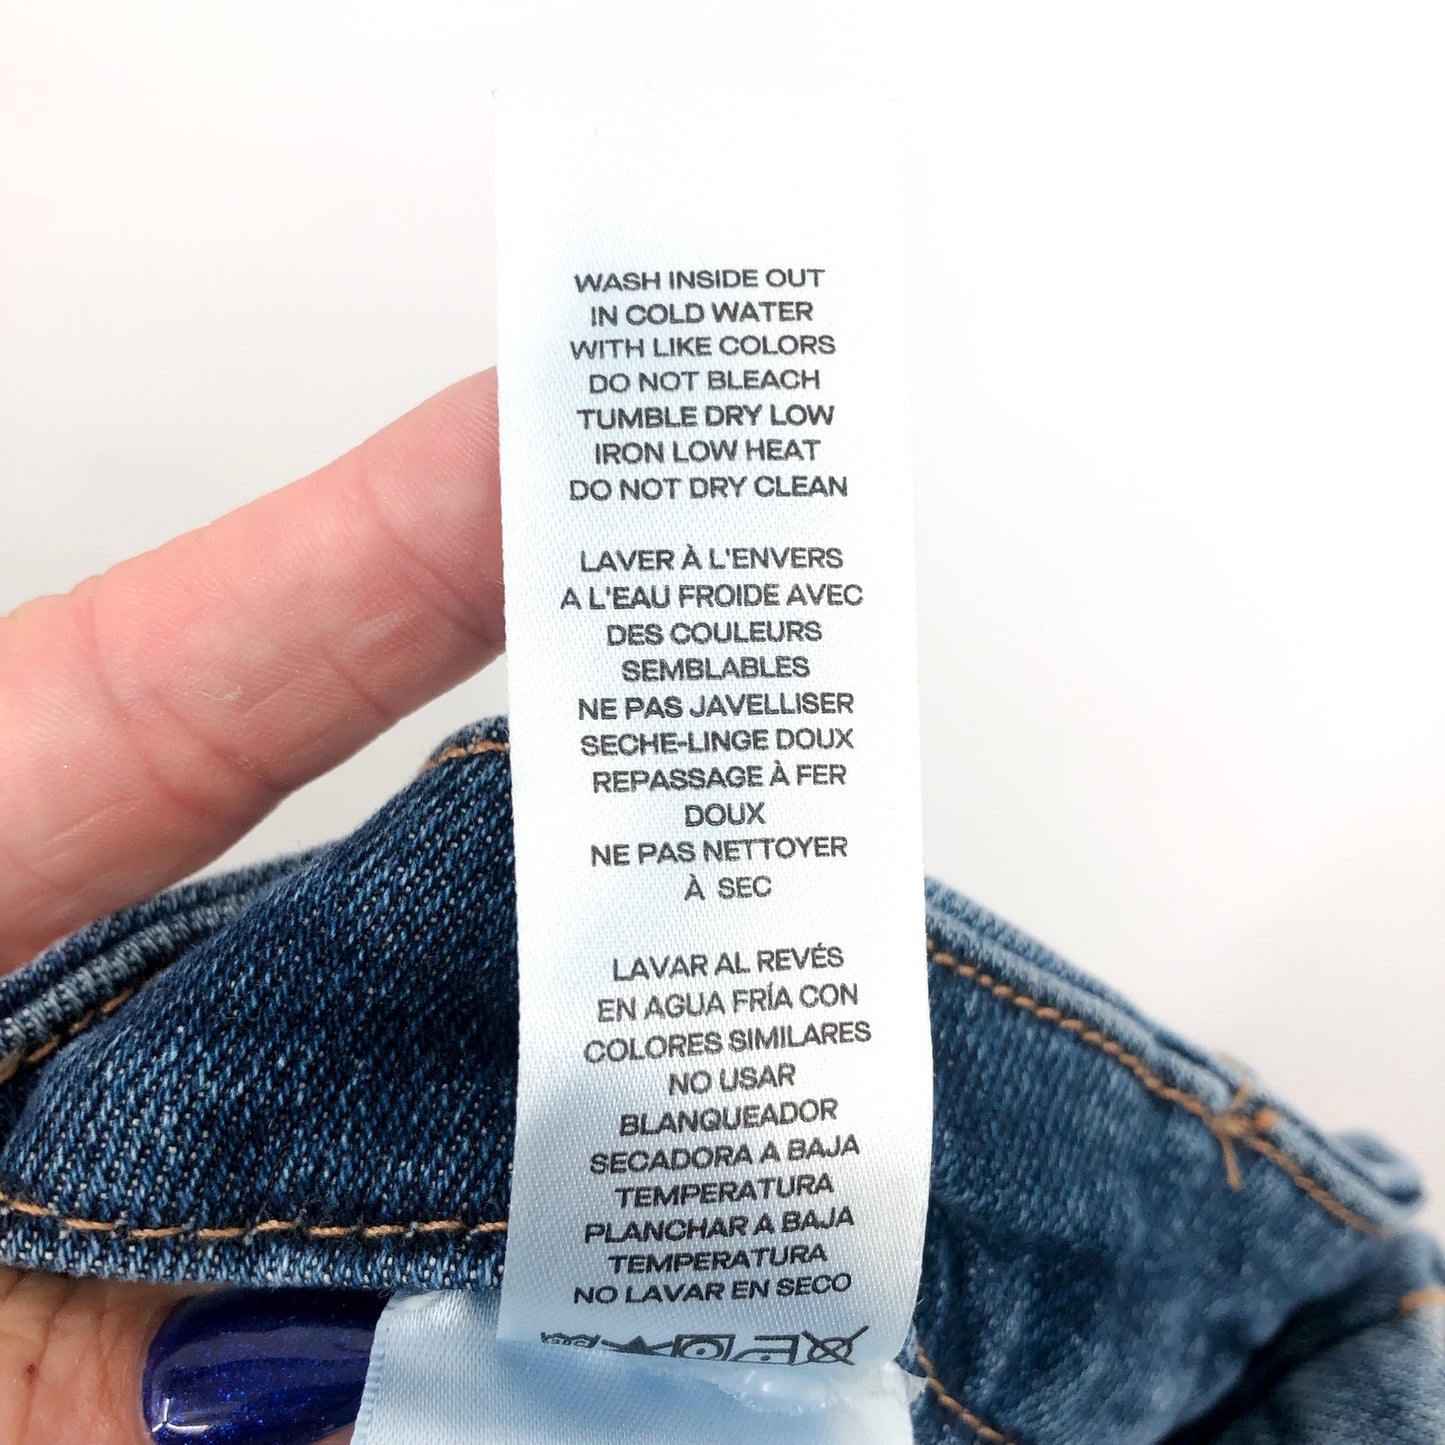 WASH INSIDE OUT
IN COLD WATER
WITH LIKE COLORS
DO NOT BLEACH
TUMBLE DRY LOW
IRON LOW HEAT
DO NOT DRY CLEAN
LAVER À L'ENVERS
A L'EAU FROIDE AVEC
DES COULEURS
SEMBLABLES
NE PAS JAVELLISER
SECHE-LINGE DOUX
REPASSAGE À FER
DOUX
NE PAS NETTOYER
À SEC
LAVAR AL REVÉS
EN AGUA FRÍA CON
COLORES SIMILARES
NO USAR
BLANQUEADOR
SECADORA A BAJA
TEMPERATURA
PLANCHAR A BAJA
TEMPERATURA
NO LAVAR EN SECO